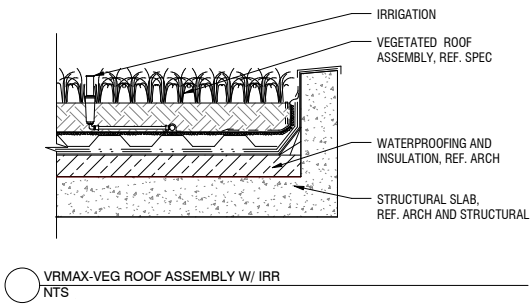 IRRIGATION
VEGETATED ROOF
ASSEMBLY, REF. SPEC
WATERPROOFING AND
INSULATION, REF. ARCH
STRUCTURAL SLAB,
REF. ARCH AND STRUCTURAL
VRMAX-VEG ROOF ASSEMBLY W/ IRR
NTS